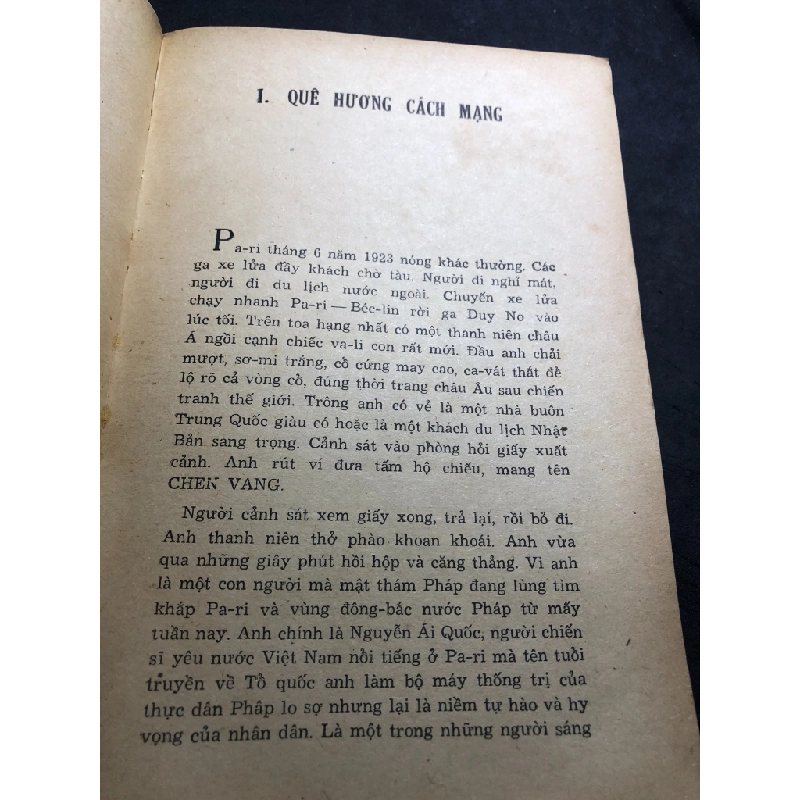 I. QUÊ HƯƠNG CÁCH MẠNG
Pa-ri tháng 6 năm 1923 nóng khác thường. Các
ga xe lửa đầy khách chờ tàu. Người đi nghỉ mát,
người đi du lịch nước ngoài. Chuyến xe lửa
chạy nhanh Pa-ri — Béc-lin rời ga Duy No vào
lúc tối. Trên toa hạng nhất có một thanh niên châu
Á ngồi cạnh chiếc va-li con rất mới. Đầu anh chải
mượt, sơ-mi trắng, cổ cứng may cao, ca-vát thắt để
lộ rõ cả vòng cổ, đúng thời trang châu Âu sau chiến
tranh thế giới. Trông anh có vẻ là một nhà buôn
Trung Quốc giàu có hoặc là một khách du lịch Nhật
Bản sang trọng. Cảnh sát vào phòng hỏi giấy xuất
cảnh. Anh rút ví đưa tấm hộ chiếu, mang tên
CHEN VANG.
Người cảnh sát xem giấy xong, trả lại, rồi bỏ đi.
Anh thanh niên thở phào khoan khoái. Anh vừa
qua những giây phút hồi hộp và căng thẳng. Vì anh
là một con người mà mật thám Pháp đang lùng tìm
khắp Pa-ri và vùng đông-bắc nước Pháp từ mấy
tuần nay. Anh chính là Nguyễn Ái Quốc, người chiến
sĩ yêu nước Việt Nam nổi tiếng ở Pa-ri mà tên tuổi
truyền về Tổ quốc anh làm bộ máy thống trị của
thực dân Pháp lo sợ nhưng lại là niềm tự hào và hy
vọng của nhân dân. Là một trong những người sáng